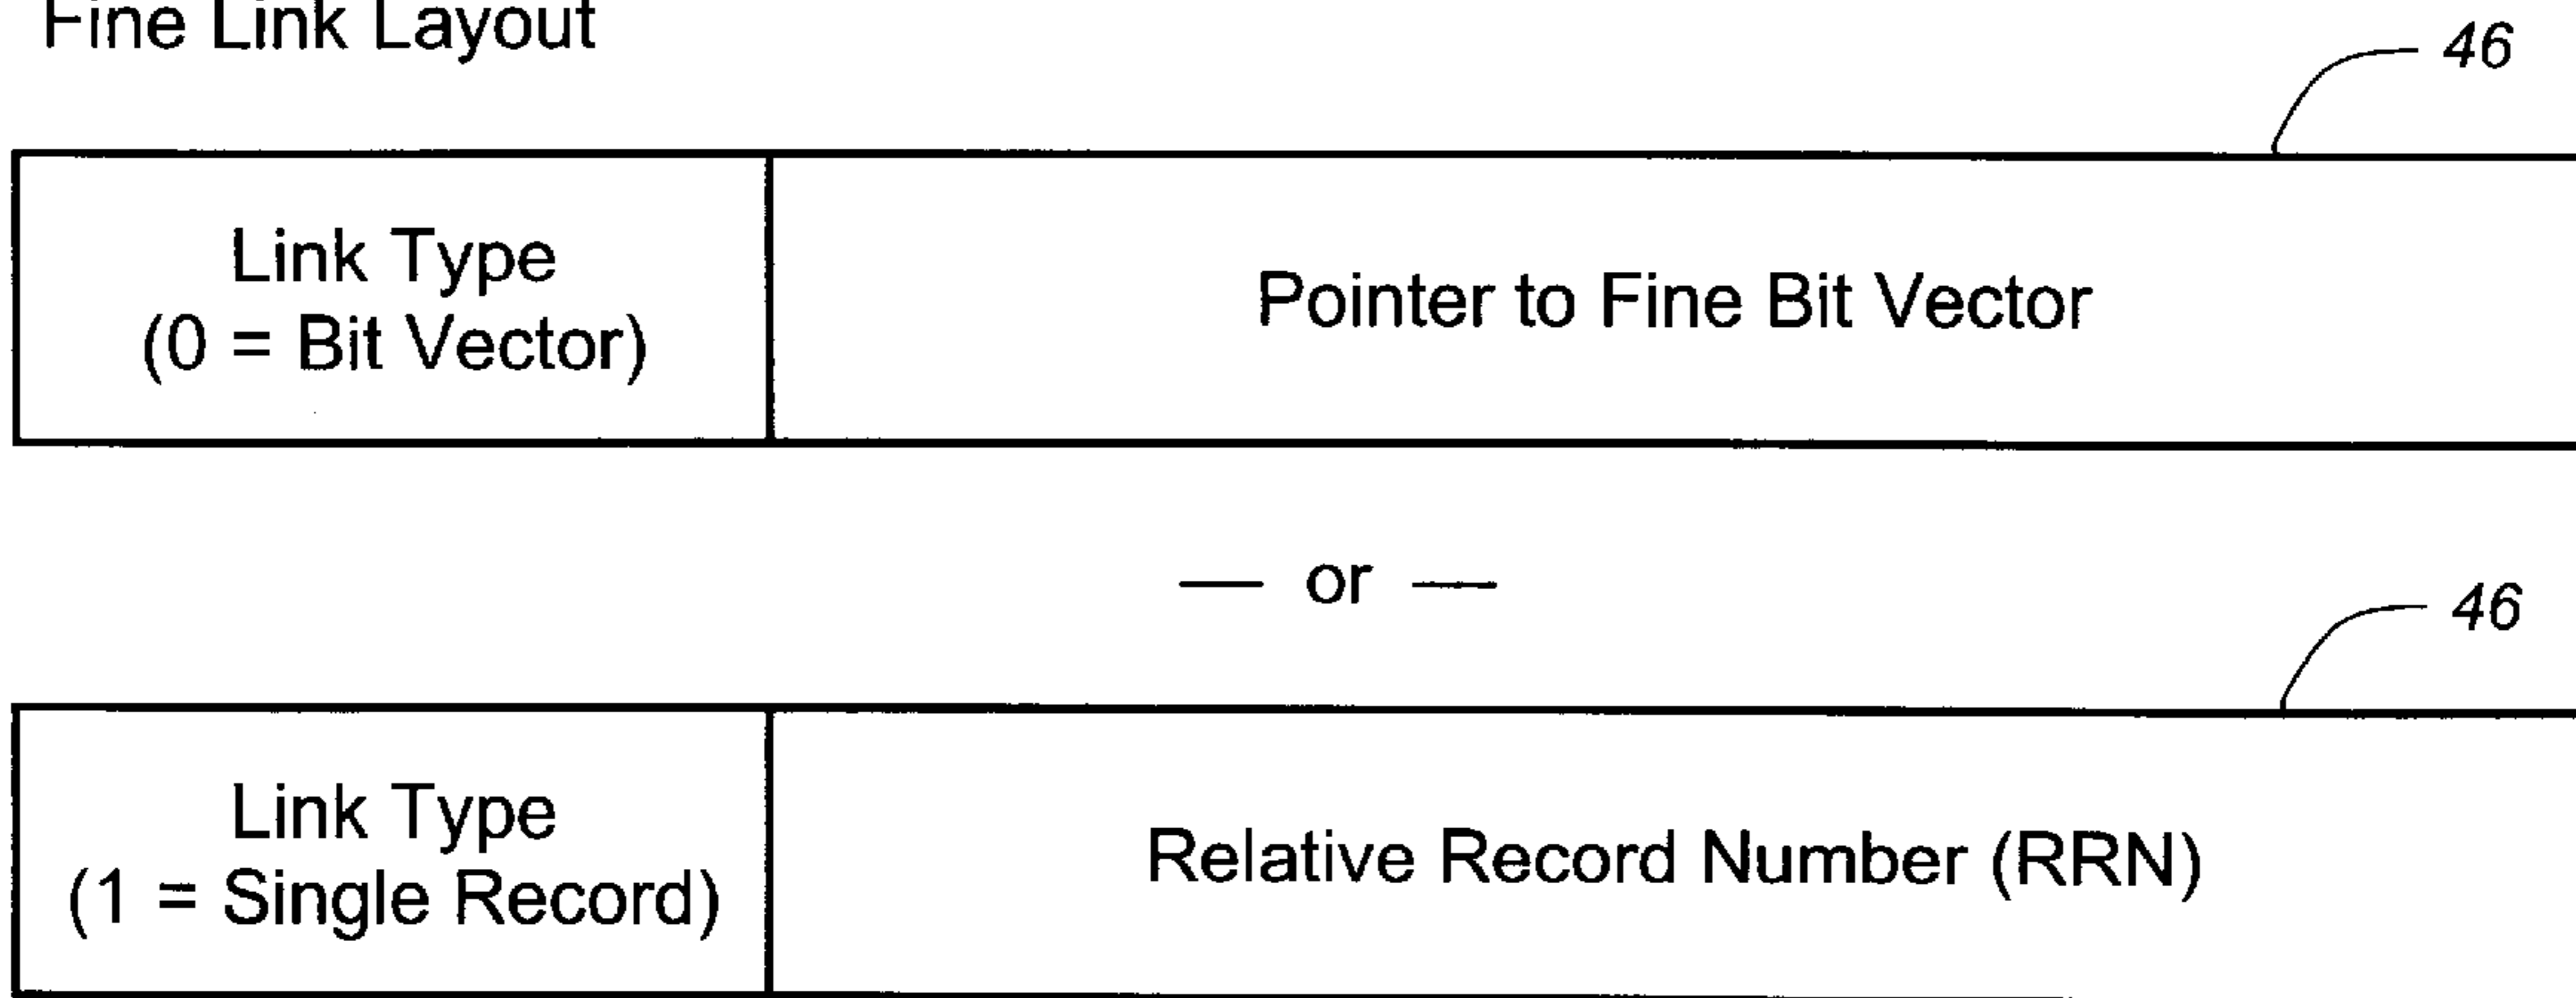 Fine Link Layout
46
Link Type
(0 = Bit Vector)
Pointer to Fine Bit Vector
— or —
46
Link Type
(1 = Single Record)
Relative Record Number (RRN)